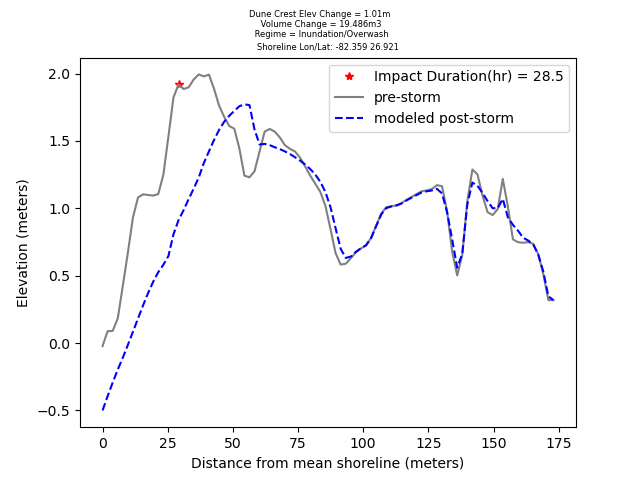 Dune Crest Elev Change = 1.01m
Volume Change = 19.486m3
Regime = Inundation/Overwash
Shoreline Lon/Lat: -82.359 26.921
Impact Duration(hr) = 28.5
pre-storm
modeled post-storm
2.0
1.5
1.0
0.5
0.0
−0.5
Elevation (meters)
0 25 50 75 100 125 150 175
Distance from mean shoreline (meters)